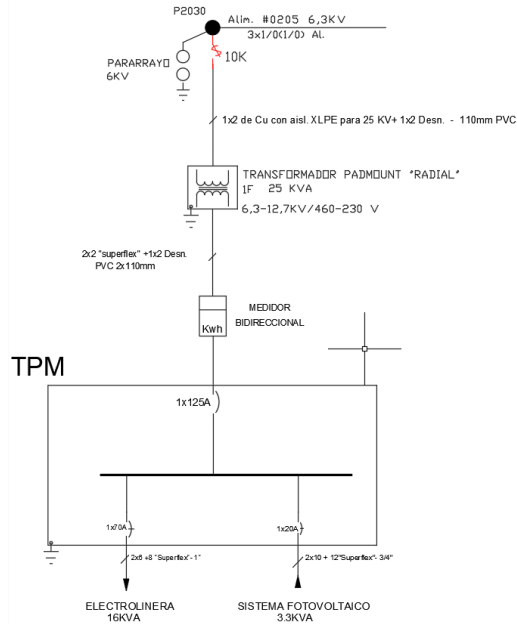 P2030
Alim. #0205 6,3KV
3x1/0(1/0) Al.
10K
PARARRAYO
6KV
1x2 de Cu con aisl. XLPE para 25 KV+ 1x2 Desn. - 110mm PVC
TRANSFORMADOR PADMOUNT "RADIAL"
1F 25 KVA
6,3-12,7KV/460-230 V
2x2 "superflex" +1x2 Desn.
PVC 2x110mm
MEDIDOR
BIDIRECCIONAL
Kwh
TPM
1x125A
1x70A
1x20A
2x6 +8 "Superflex"- 1"
2x10 + 12"Superflex"- 3/4"
ELECTROLINERA
16KVA
SISTEMA FOTOVOLTAICO
3.3KVA